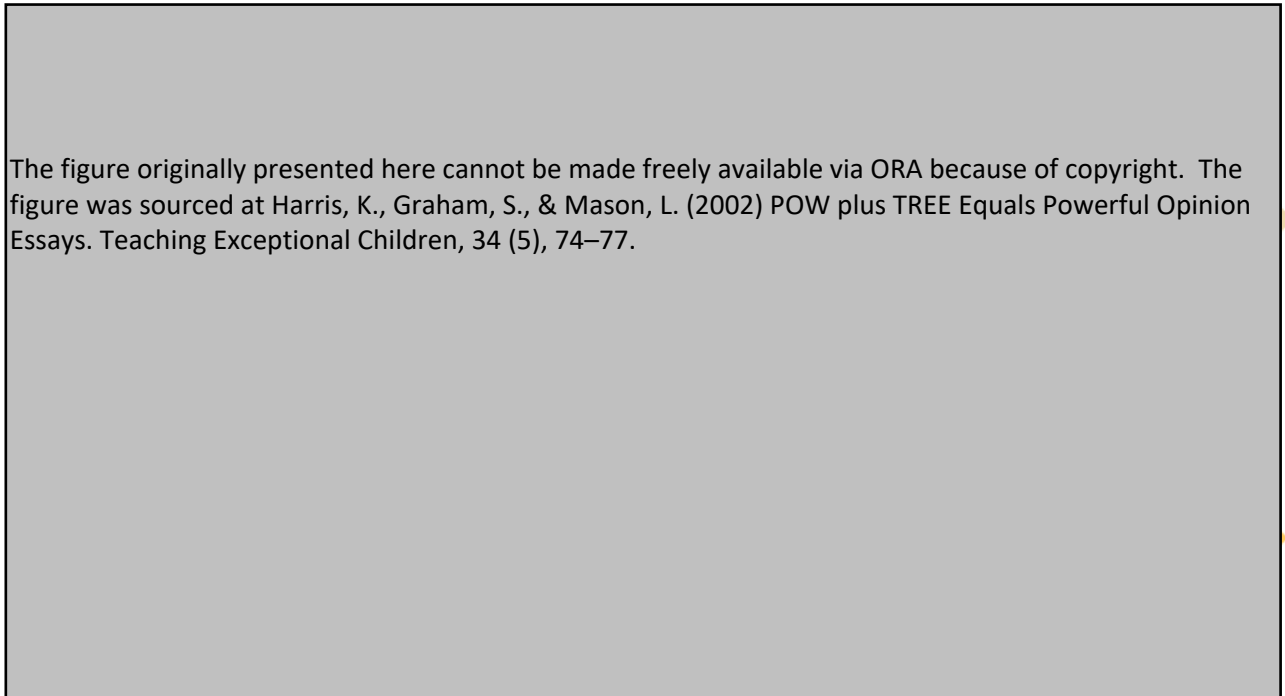 The figure originally presented here cannot be made freely available via ORA because of copyright.  The
figure was sourced at Harris, K., Graham, S., & Mason, L. (2002) POW plus TREE Equals Powerful Opinion
Essays. Teaching Exceptional Children, 34 (5), 74–77.